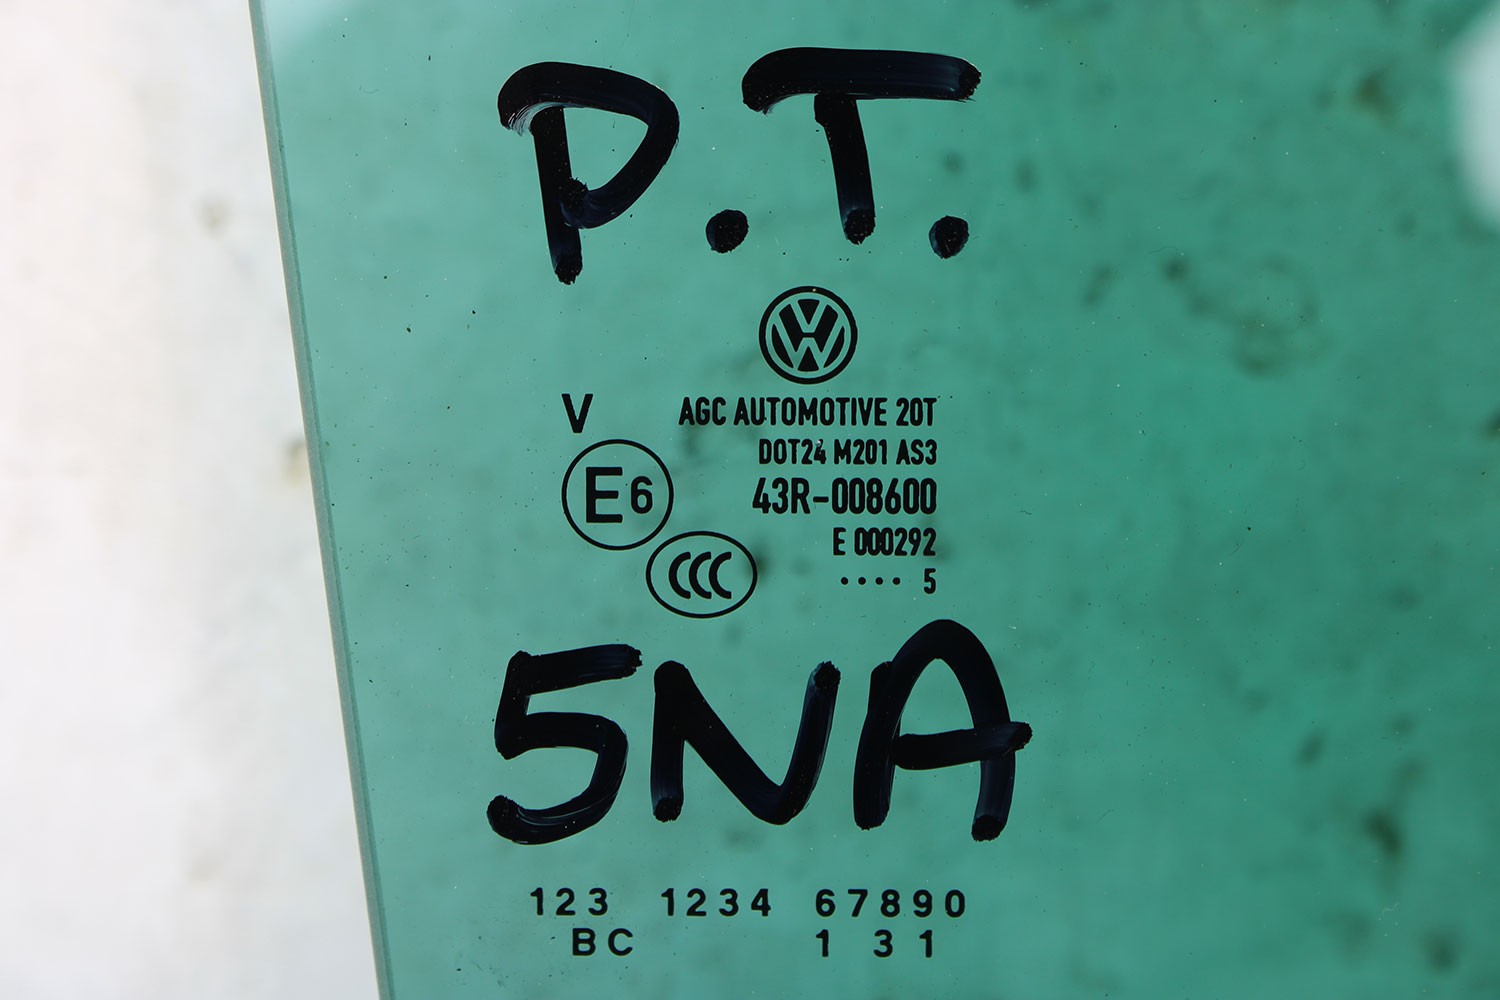 P.T.
V AGC AUTOMOTIVE 20T
DOT24 M201 AS3
E6 43R-008600
E 000292
CCC .... 5
5NA
123 1234 67890
BC 1 3 1